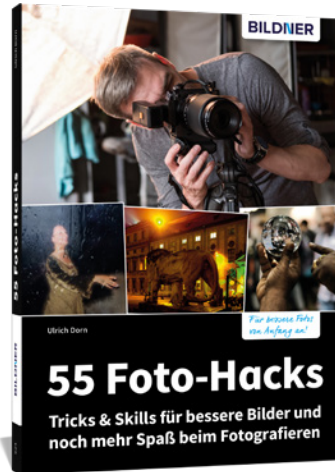 BILDNER
Ulrich Dorn
Für bessere Fotos
von Anfang an!
55 Foto-Hacks
Tricks & Skills für bessere Bilder und
noch mehr Spaß beim Fotografieren
55 Foto-Hacks
BILDNER